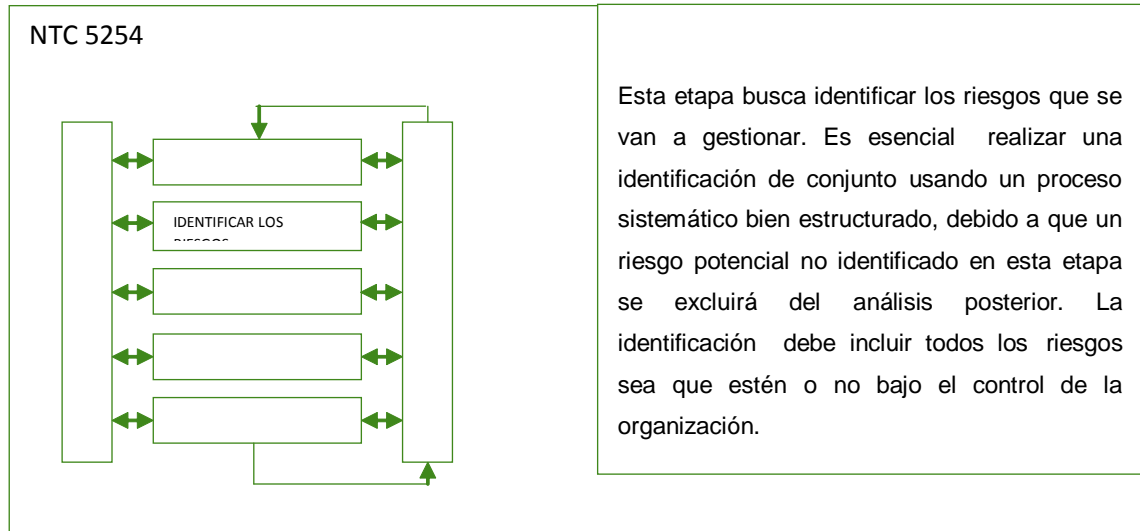 NTC 5254
IDENTIFICAR LOS
RIESGOS
Esta etapa busca identificar los riesgos que se
van a gestionar. Es esencial realizar una
identificación de conjunto usando un proceso
sistemático bien estructurado, debido a que un
riesgo potencial no identificado en esta etapa
se excluirá del análisis posterior. La
identificación debe incluir todos los riesgos
sea que estén o no bajo el control de la
organización.